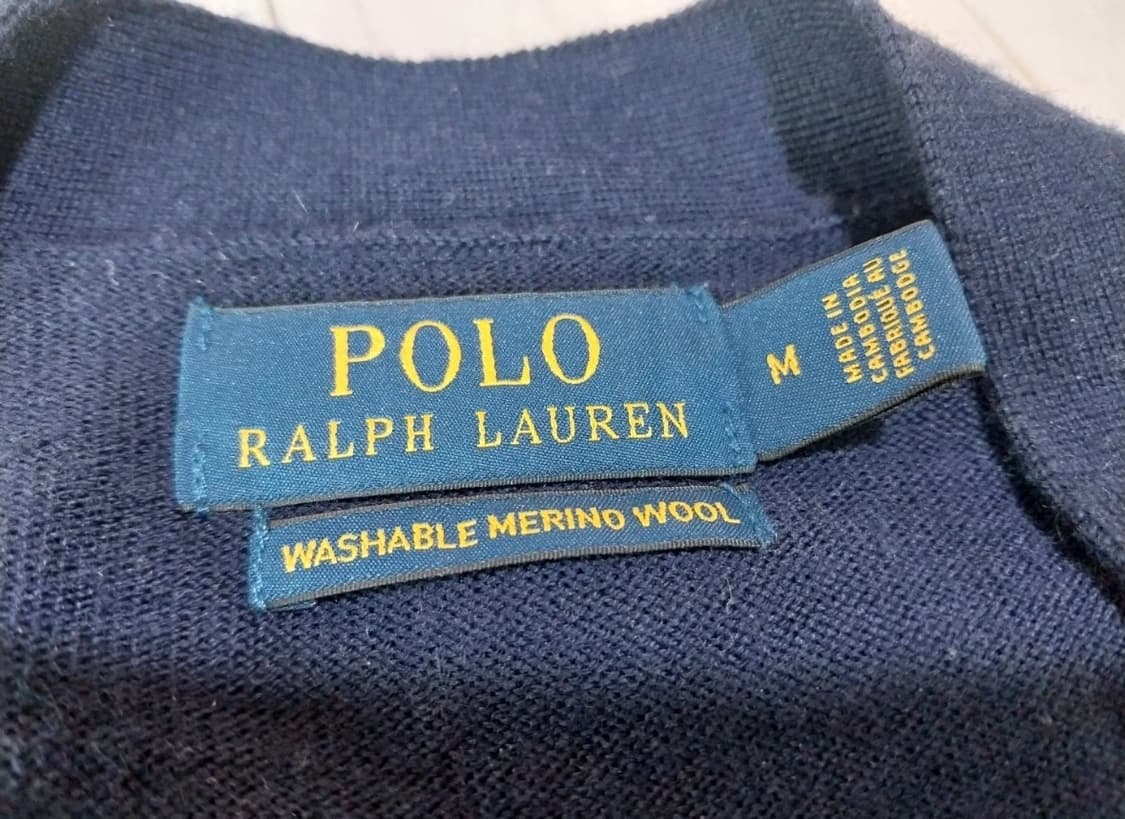 POLO
RALPH LAUREN
WASHABLE MERINO WOOL
M
MADE IN
CAMBODIA
FABRIQUÉ AU
CAMBODGE